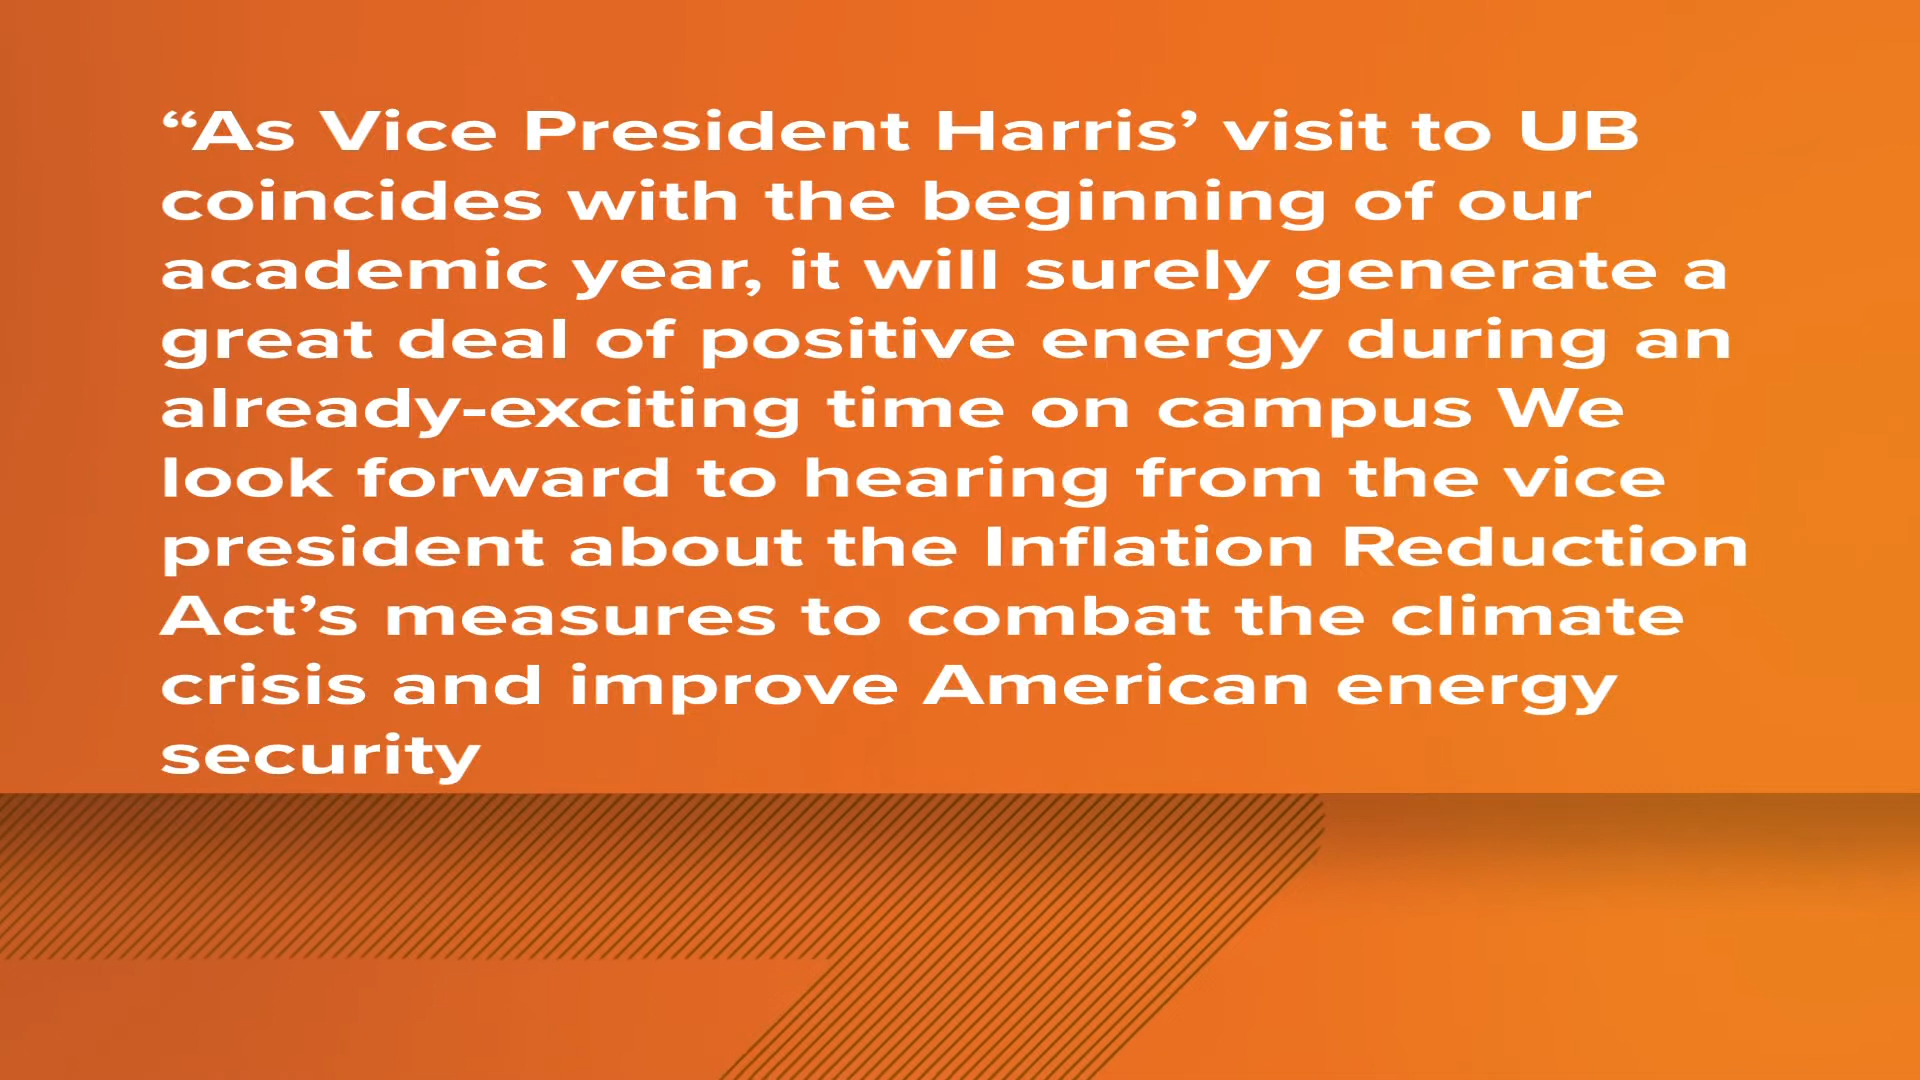 “As Vice President Harris’ visit to UB
coincides with the beginning of our
academic year, it will surely generate a
great deal of positive energy during an
already-exciting time on campus We
look forward to hearing from the vice
president about the Inflation Reduction
Act’s measures to combat the climate
crisis and improve American energy
security